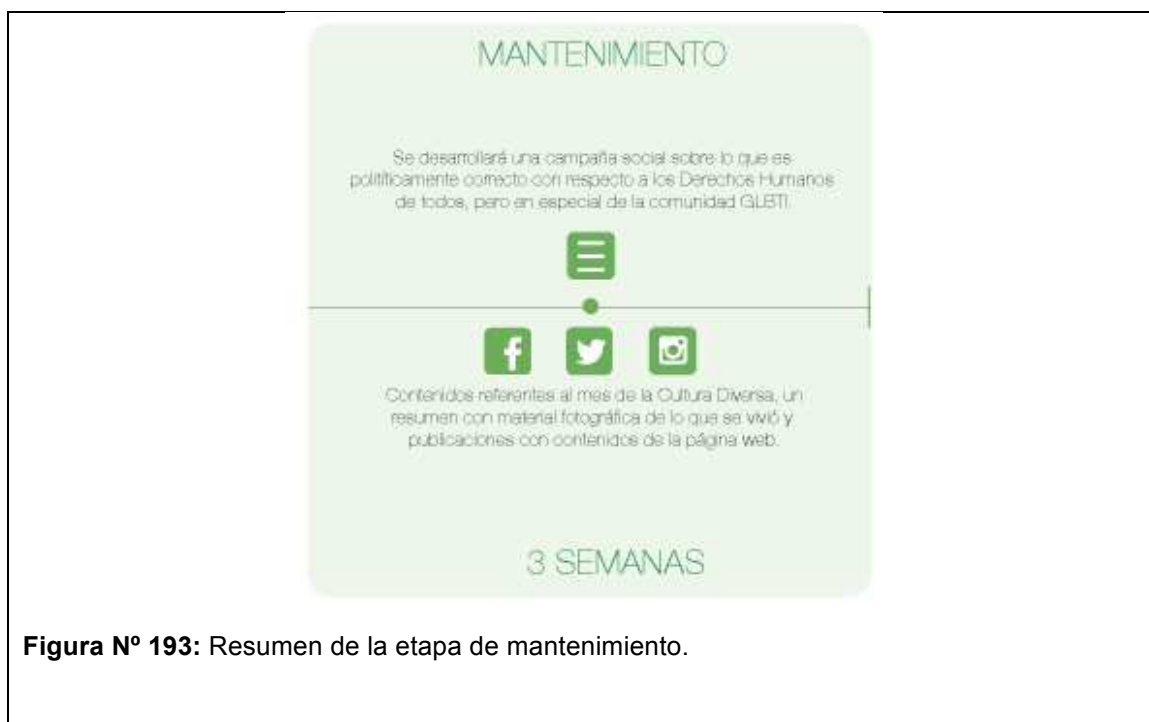 MANTENIMIENTO
Se desarrollará una campaña social sobre lo que es
politíficamente correcto con respecto a los Derechos Humanos
de todos, pero en especial de la comunidad GLBTI.
Contenidos referentes al mes de la Cultura Diversa, un
resumen con material fotográfica de lo que se vivió y
publicaciones con contenidos de la página web.
3 SEMANAS
Figura Nº 193: Resumen de la etapa de mantenimiento.